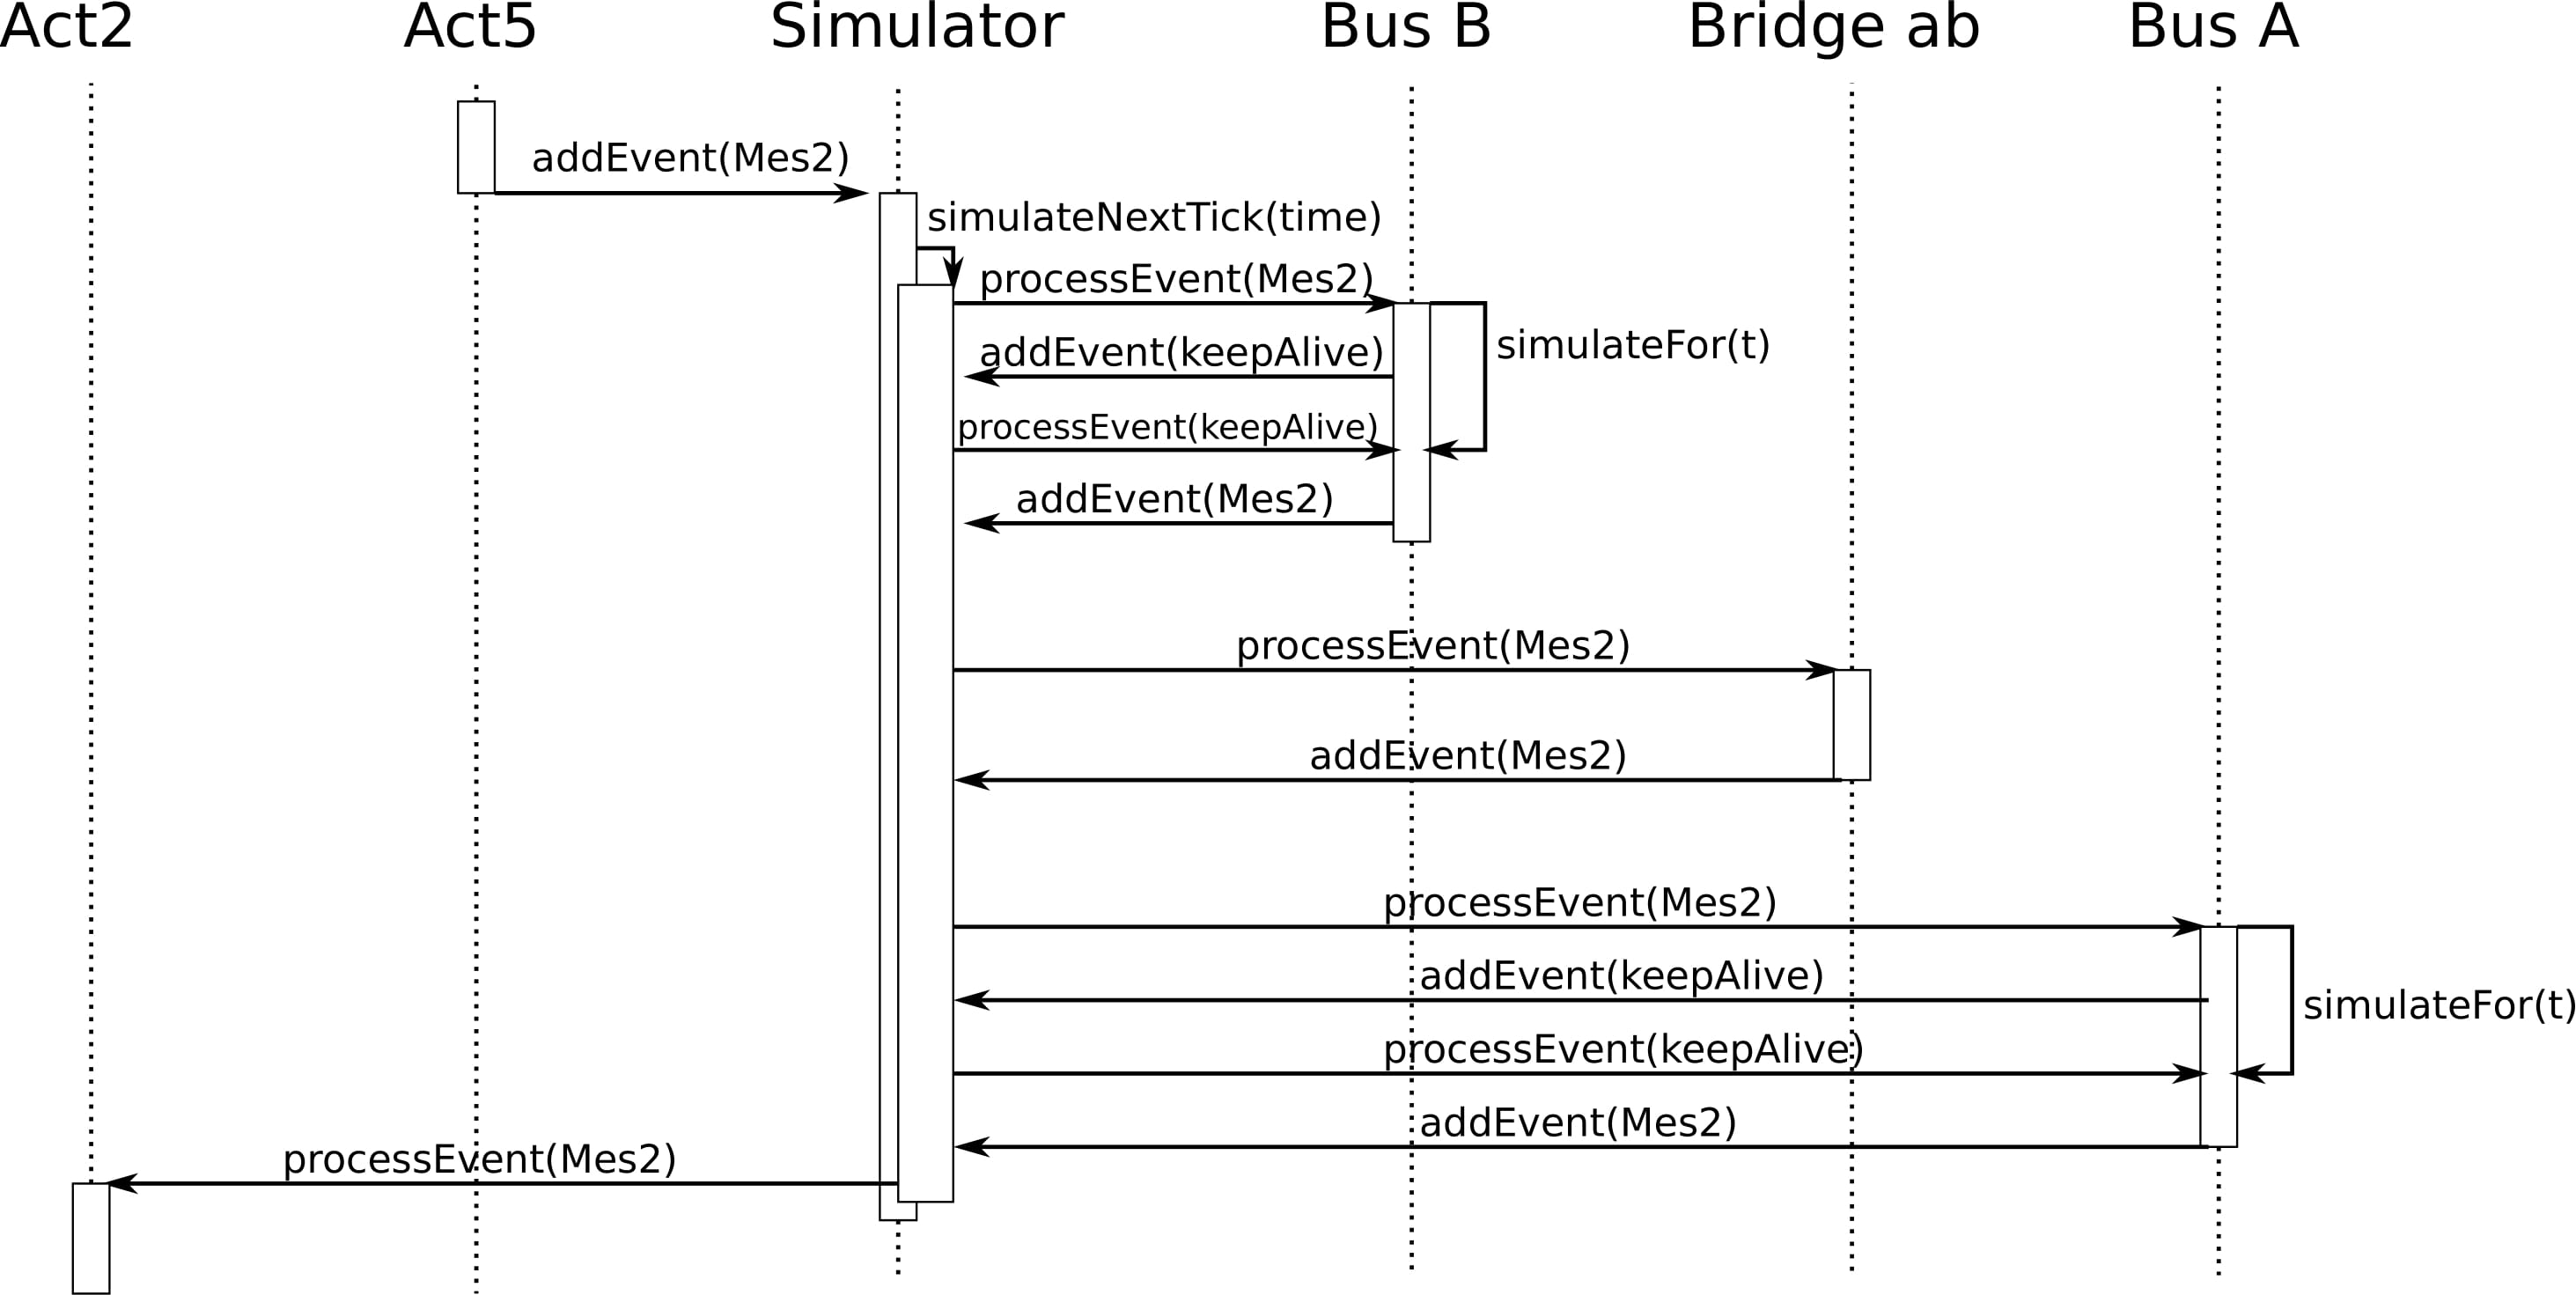 Act2
Act5
Simulator
Bus B
Bridge ab
Bus A
addEvent(Mes2)
simulateNextTick(time)
processEvent(Mes2)
simulateFor(t)
addEvent(keepAlive)
processEvent(keepAlive)
addEvent(Mes2)
processEvent(Mes2)
addEvent(Mes2)
processEvent(Mes2)
addEvent(keepAlive)
simulateFor(t)
processEvent(keepAlive)
addEvent(Mes2)
processEvent(Mes2)